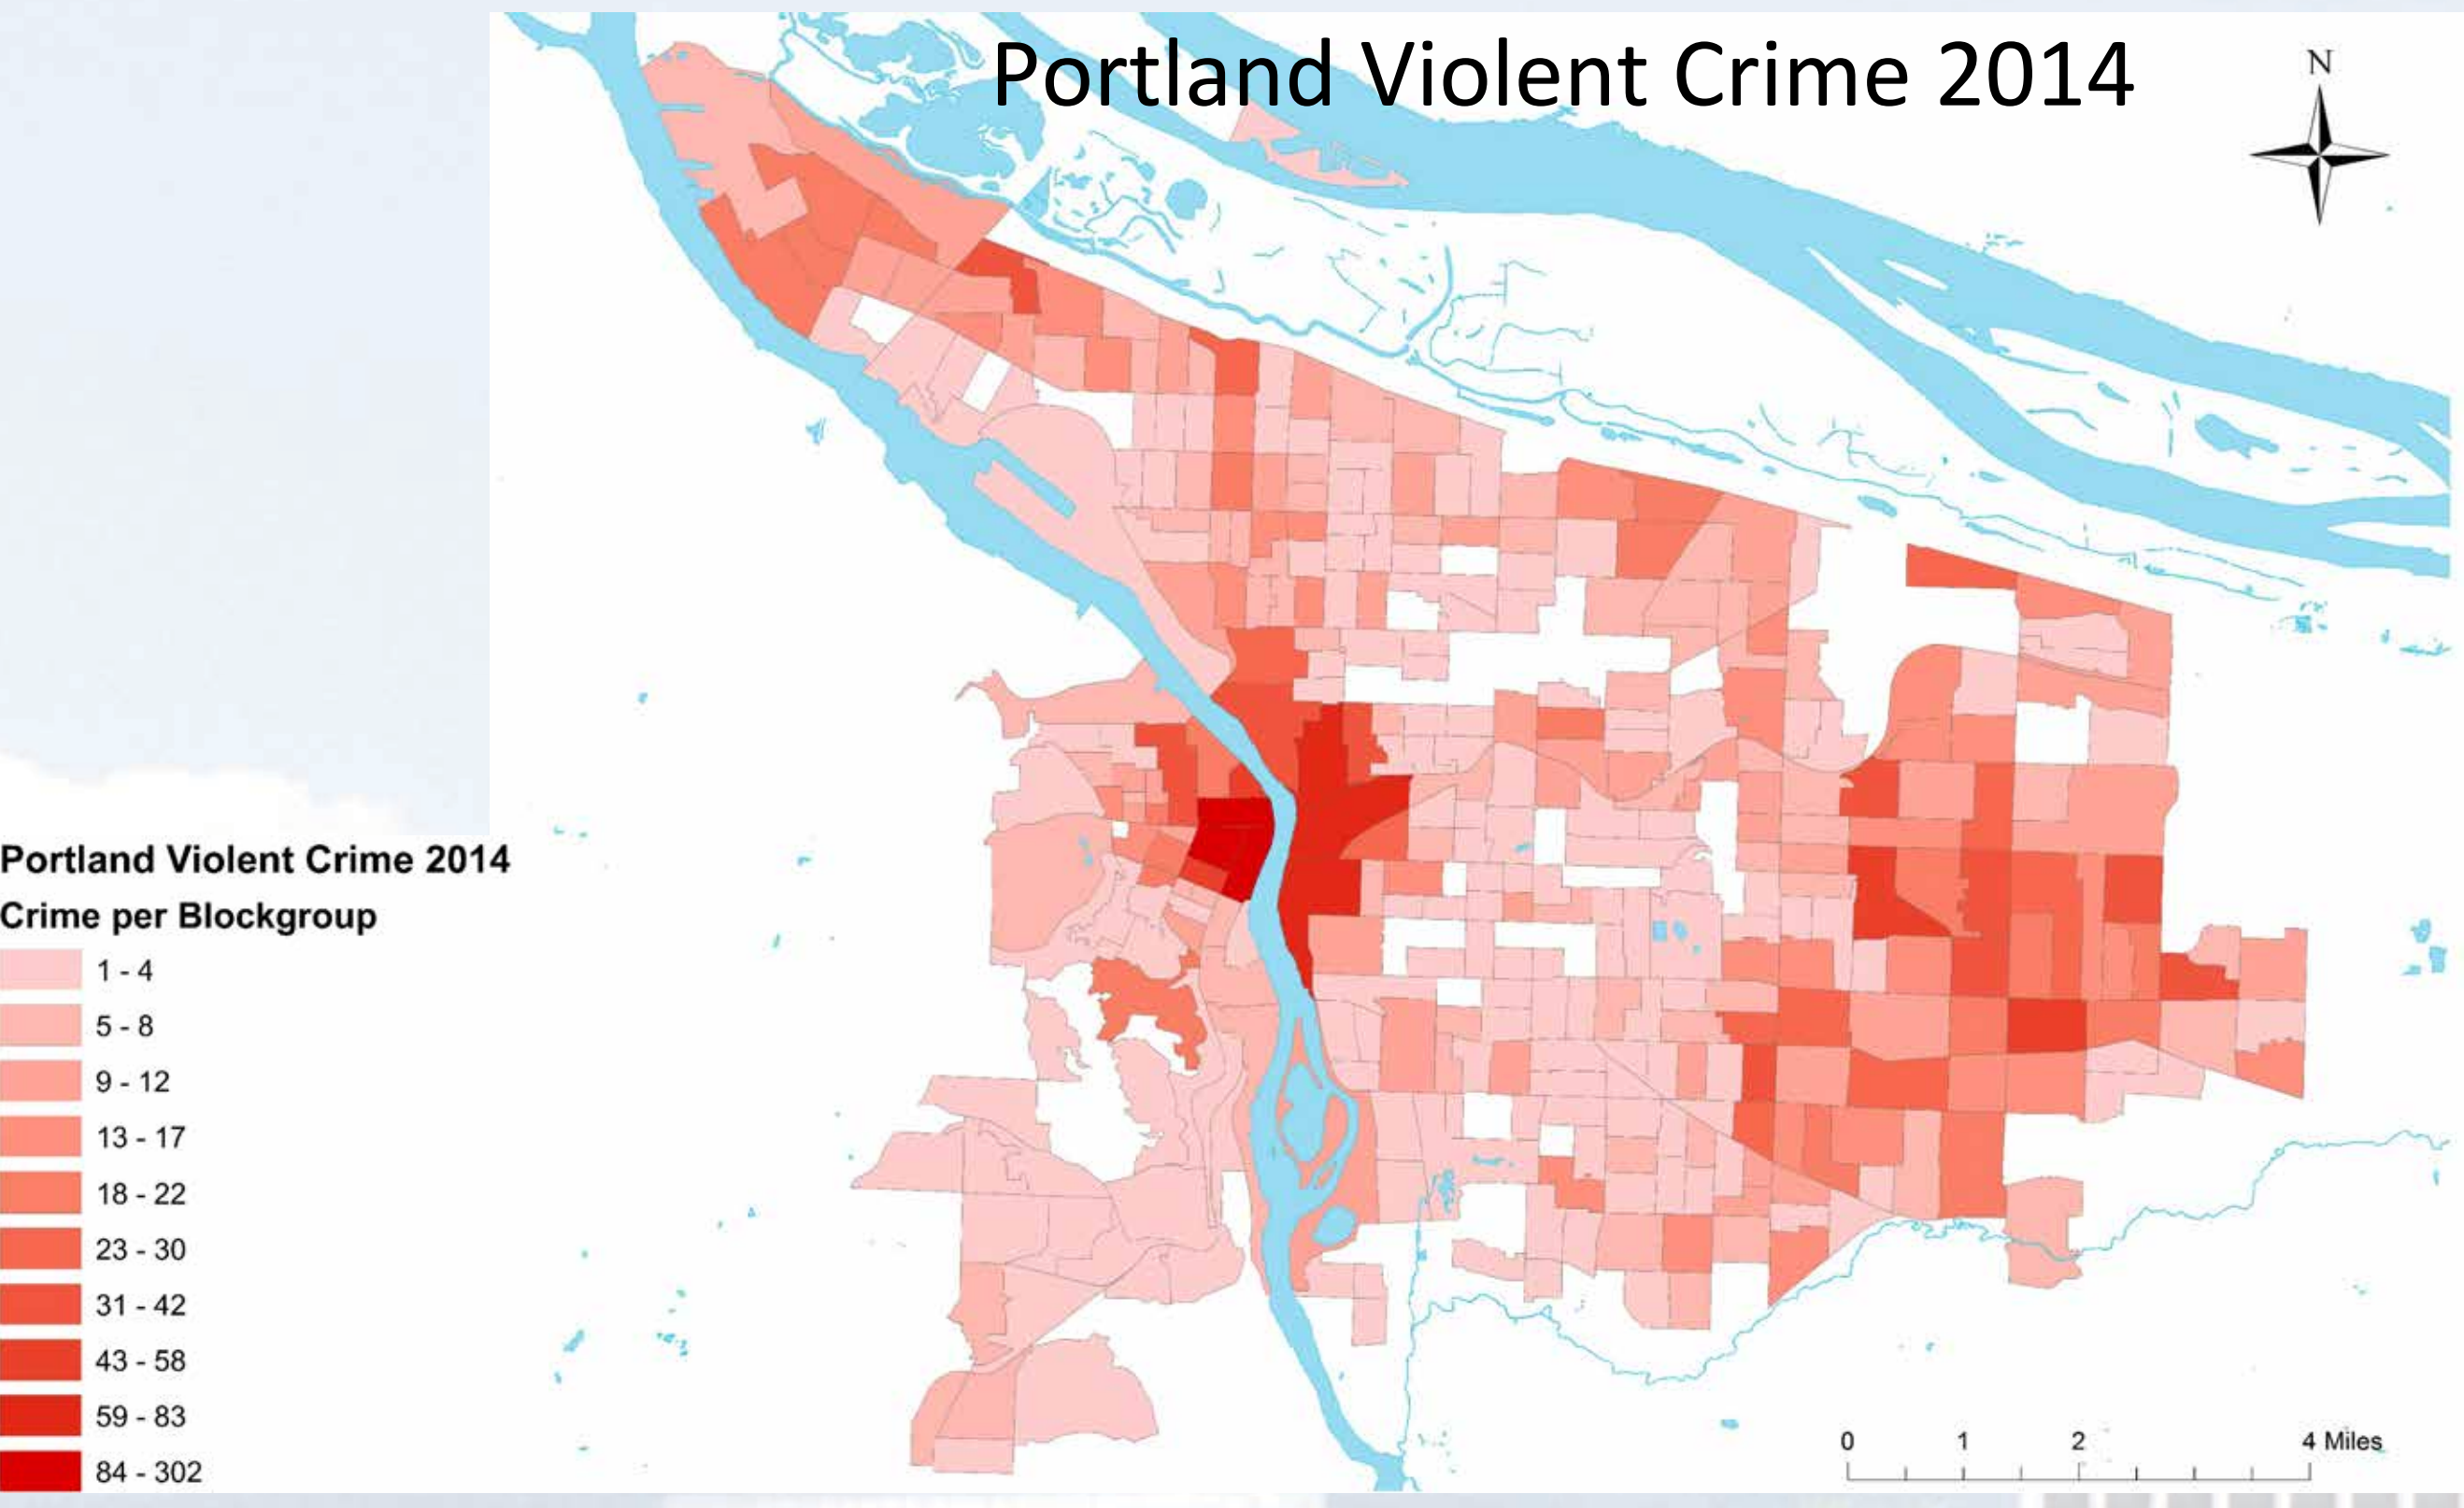 Portland Violent Crime 2014
N
Portland Violent Crime 2014
Crime per Blockgroup
1 - 4
5 - 8
9 - 12
13 - 17
18 - 22
23 - 30
31 - 42
43 - 58
59 - 83
84 - 302
0 1 2 4 Miles